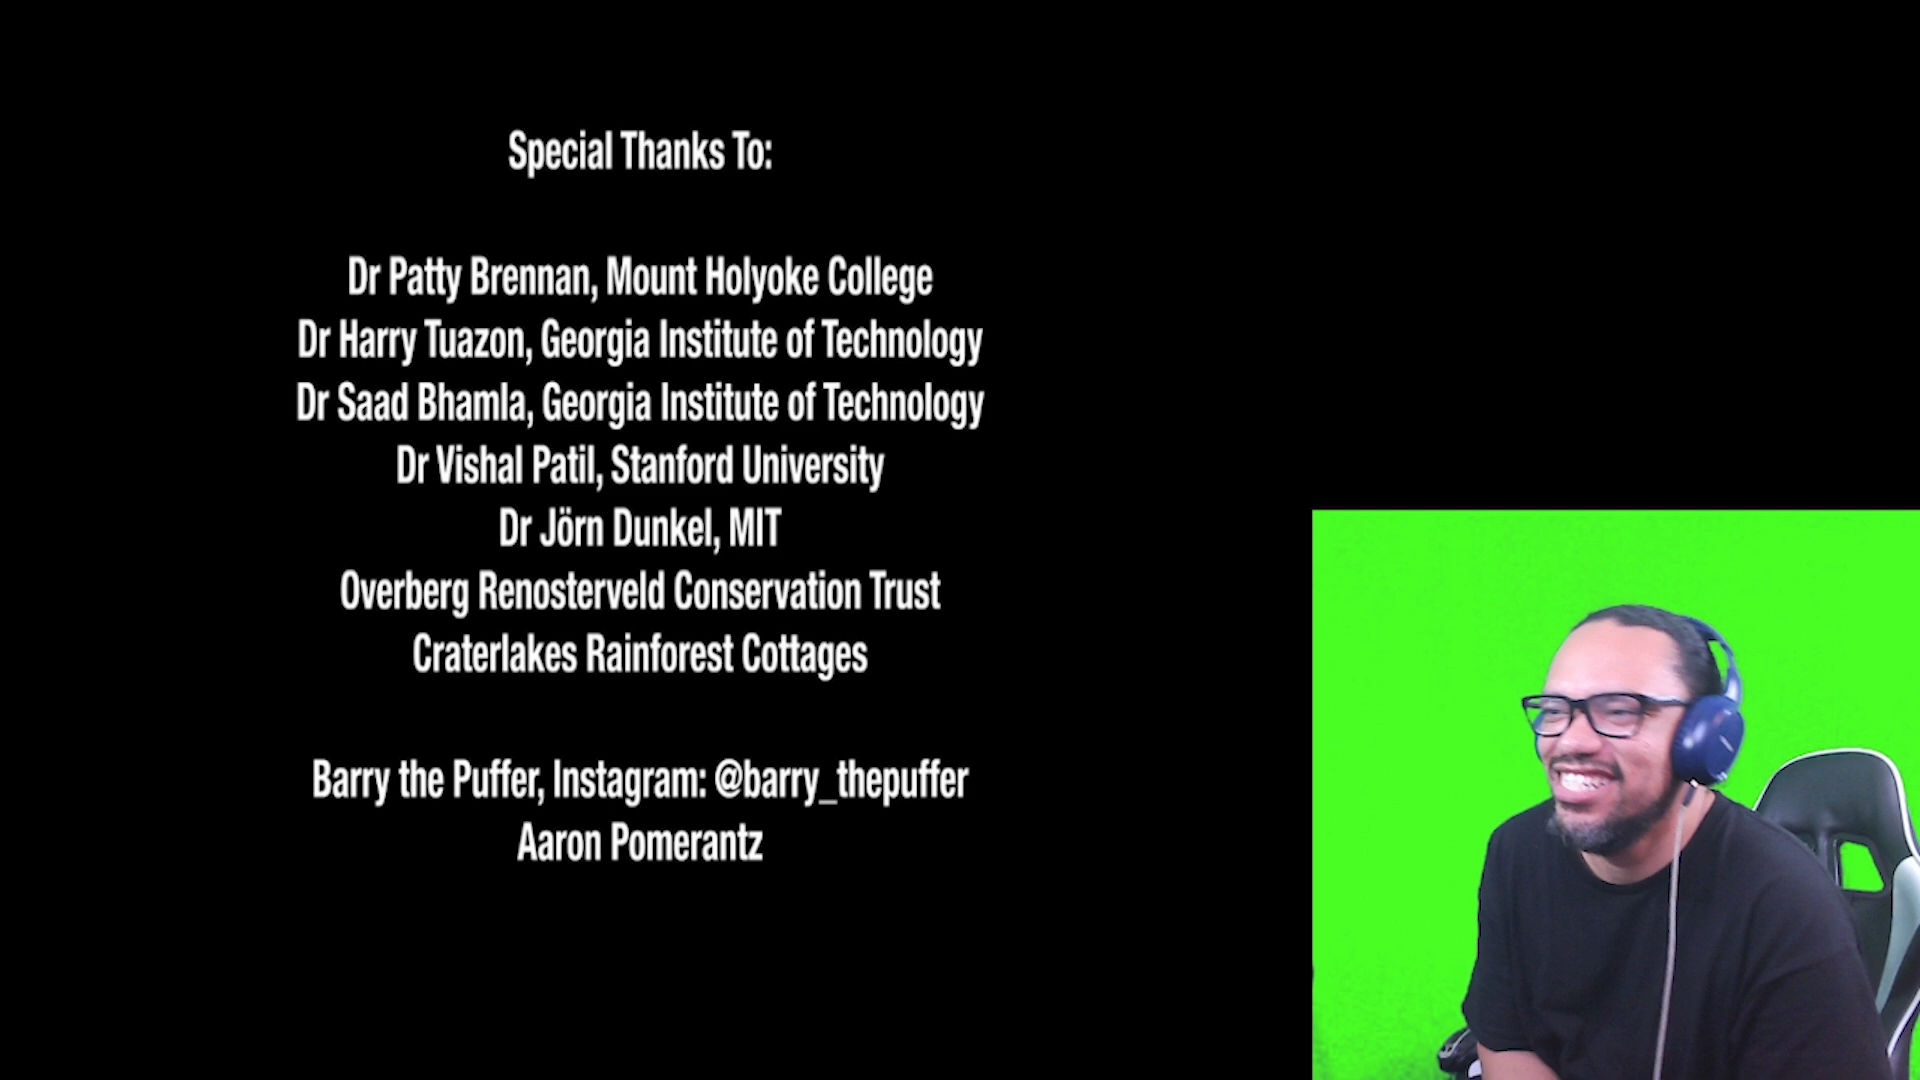 Special Thanks To:
Dr Patty Brennan, Mount Holyoke College
Dr Harry Tuazon, Georgia Institute of Technology
Dr Saad Bhamla, Georgia Institute of Technology
Dr Vishal Patil, Stanford University
Dr Jörn Dunkel, MIT
Overberg Renosterveld Conservation Trust
Craterlakes Rainforest Cottages
Barry the Puffer, Instagram: @barry_thepuffer
Aaron Pomerantz